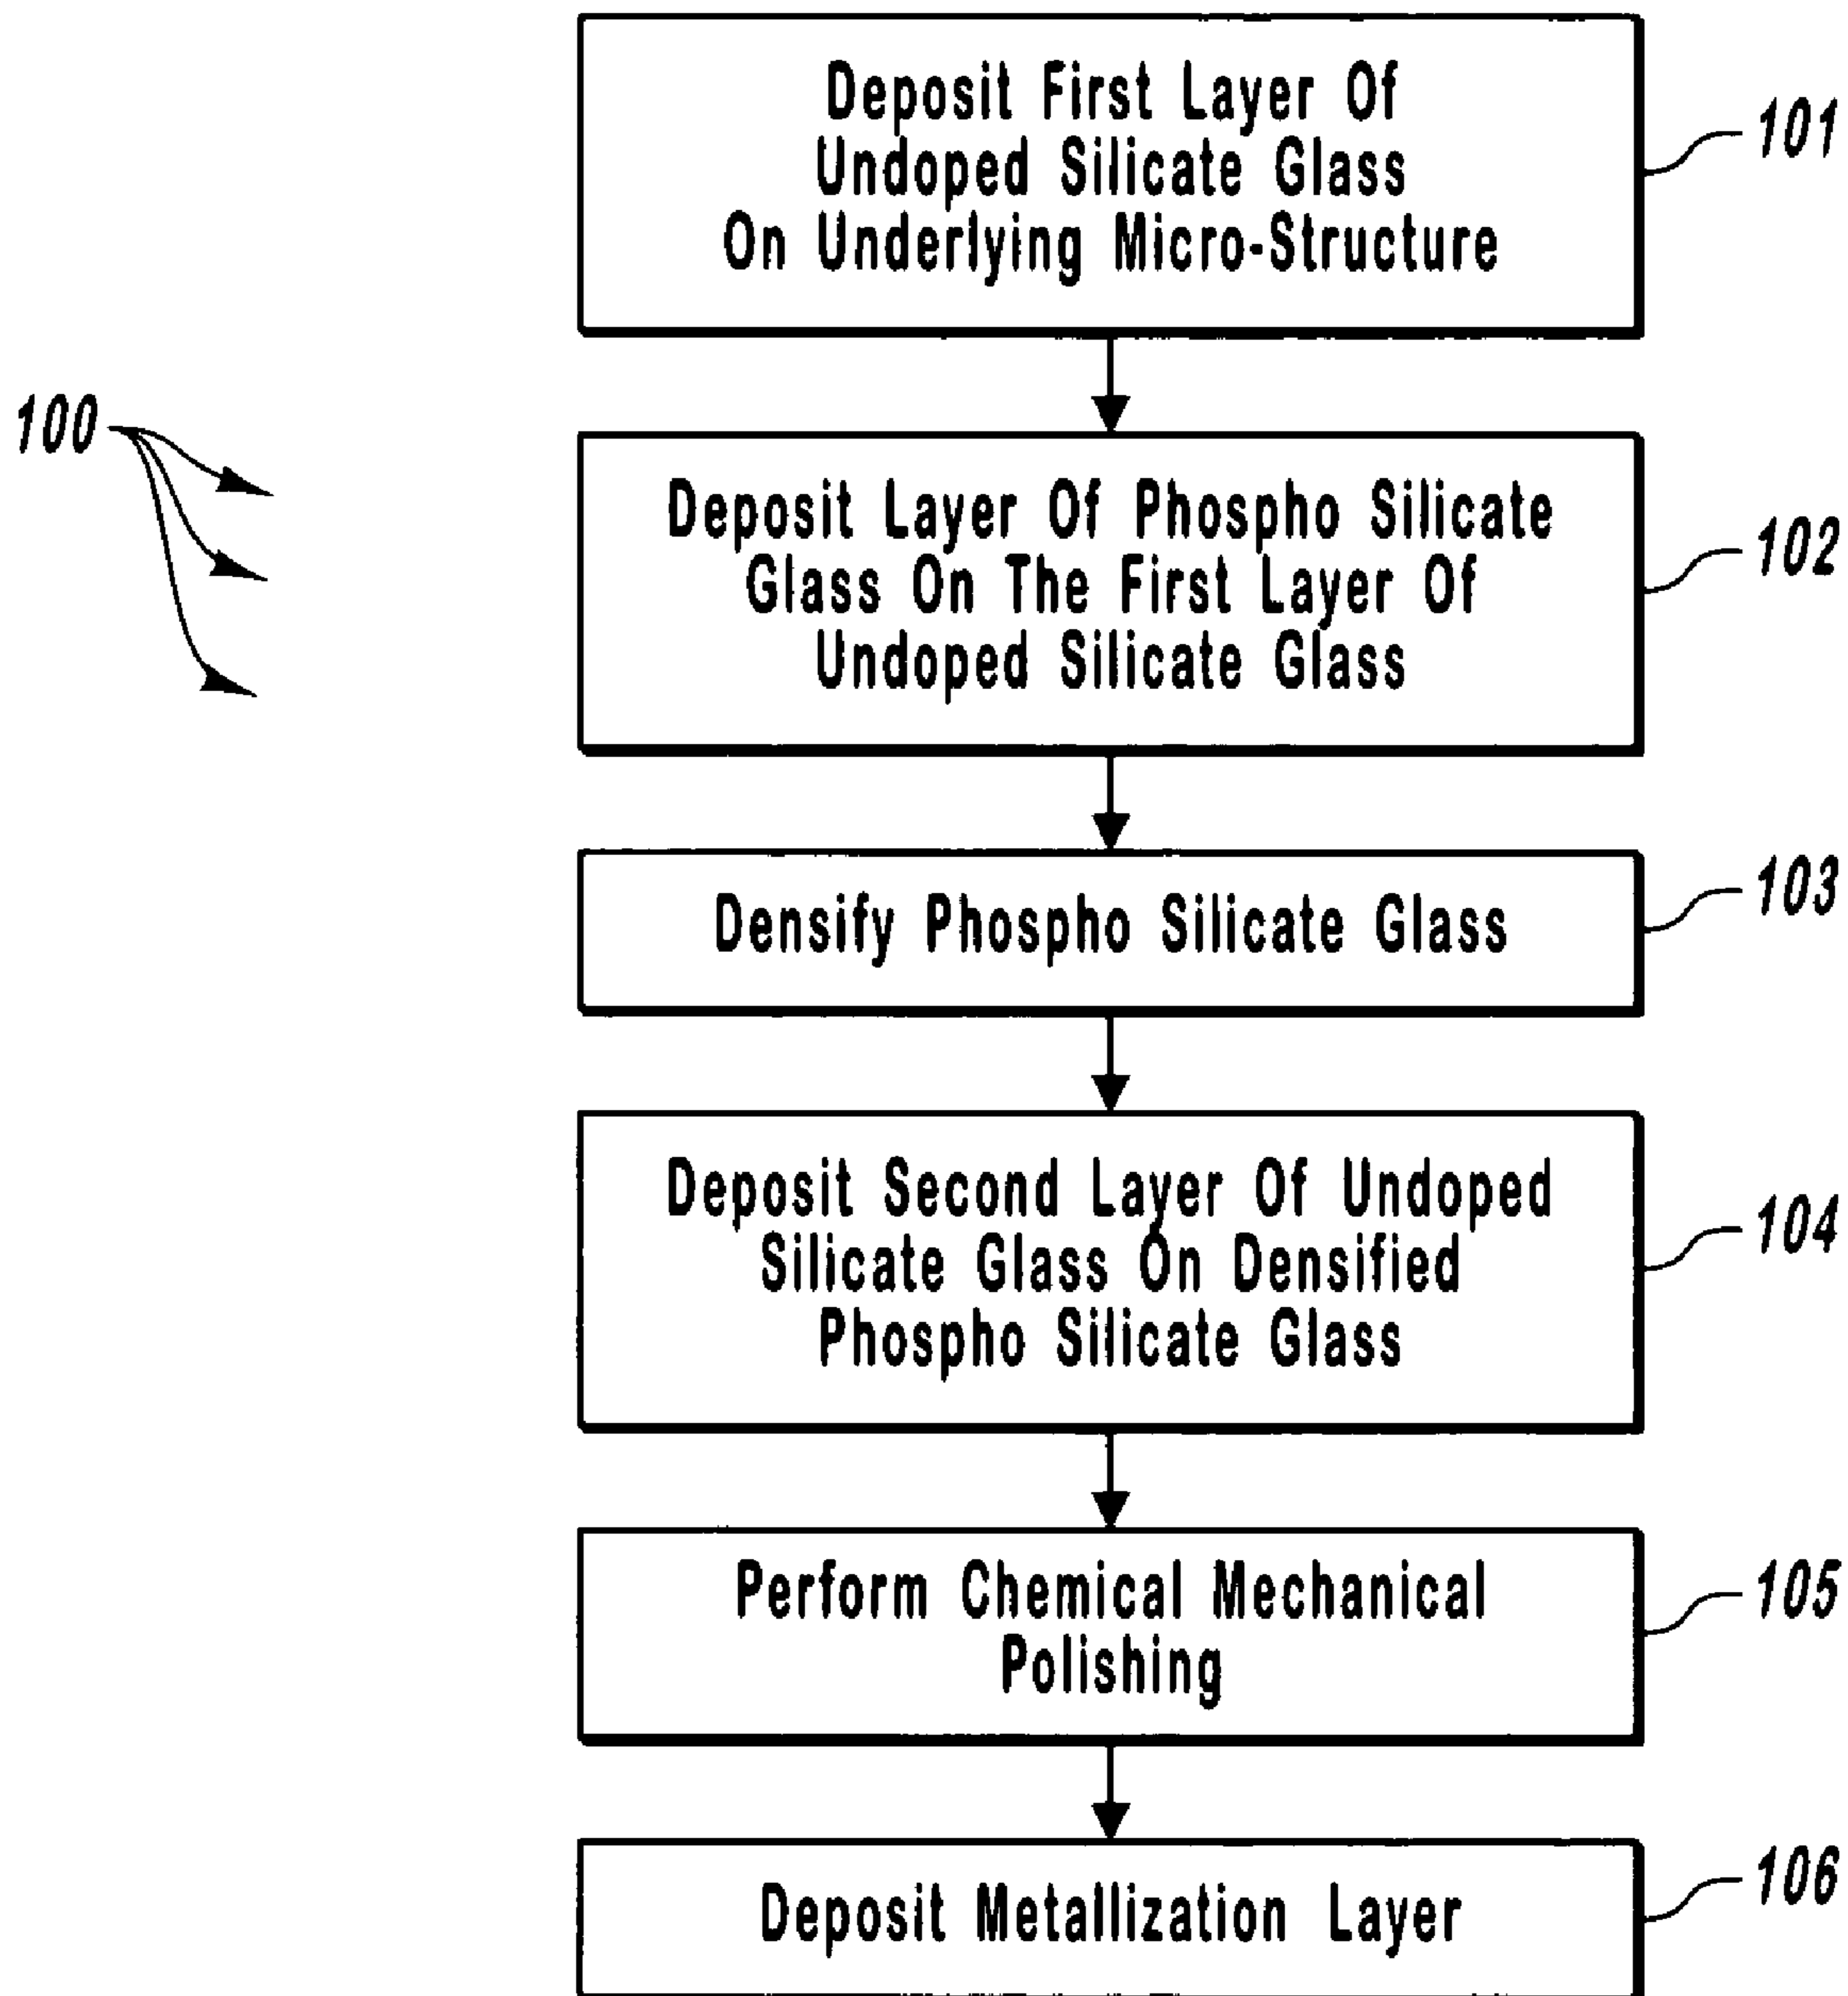 Deposit First Layer Of
Undoped Silicate Glass
On Underlying Micro-Structure
101
100
Deposit Layer Of Phospho Silicate
Glass On The First Layer Of
Undoped Silicate Glass
102
Densify Phospho Silicate Glass
103
Deposit Second Layer Of Undoped
Silicate Glass On Densified
Phospho Silicate Glass
104
Perform Chemical Mechanical
Polishing
105
Deposit Metallization Layer
106